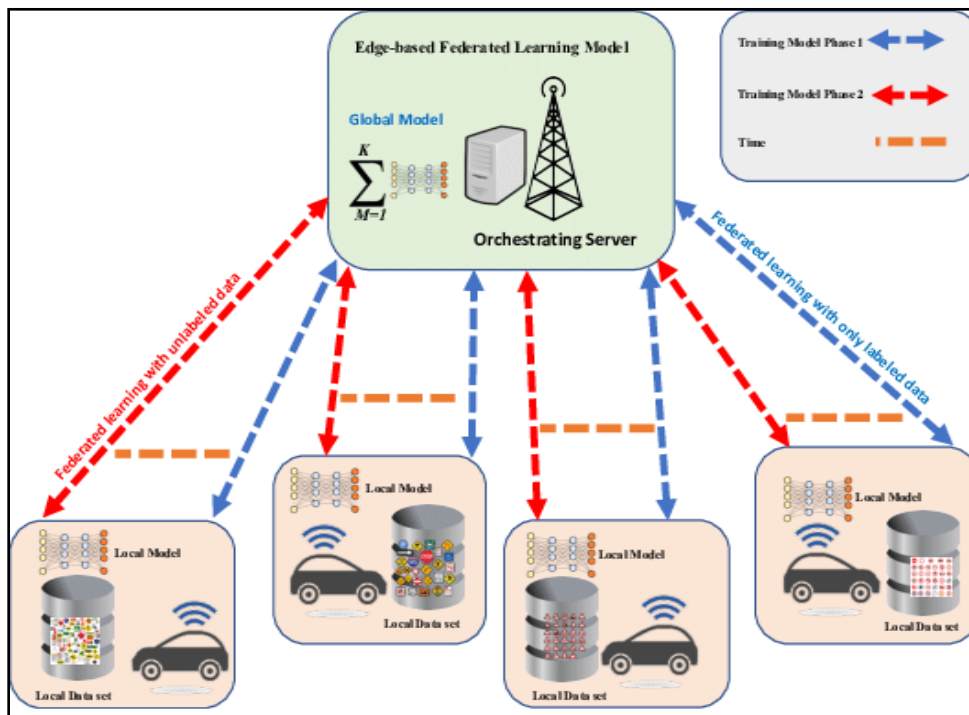 Edge-based Federated Learning Model
Global Model
K
∑
M=1
Orchestrating Server
Training Model Phase 1
Training Model Phase 2
Time
Federated learning with unlabeled data
Federated learning with only labeled data
Local Model
Local Data set
Local Model
Local Data set
Local Model
Local Data set
Local Model
Local Data set